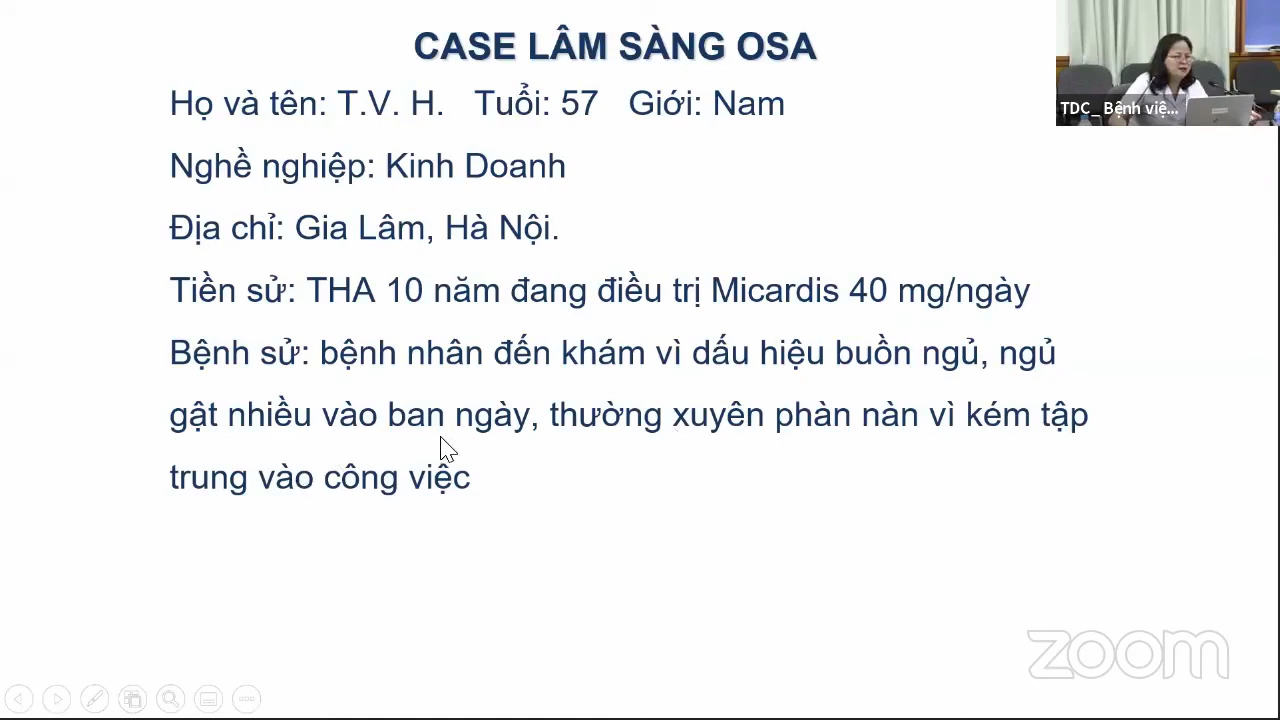 CASE LÂM SÀNG OSA
Họ và tên: T.V. H. Tuổi: 57 Giới: Nam
TDC_ Bệnh việ...
Nghề nghiệp: Kinh Doanh
Địa chỉ: Gia Lâm, Hà Nội.
Tiền sử: THA 10 năm đang điều trị Micardis 40 mg/ngày
Bệnh sử: bệnh nhân đến khám vì dấu hiệu buồn ngủ, ngủ
gật nhiều vào ban ngày, thường xuyên phàn nàn vì kém tập
trung vào công việc
zoom